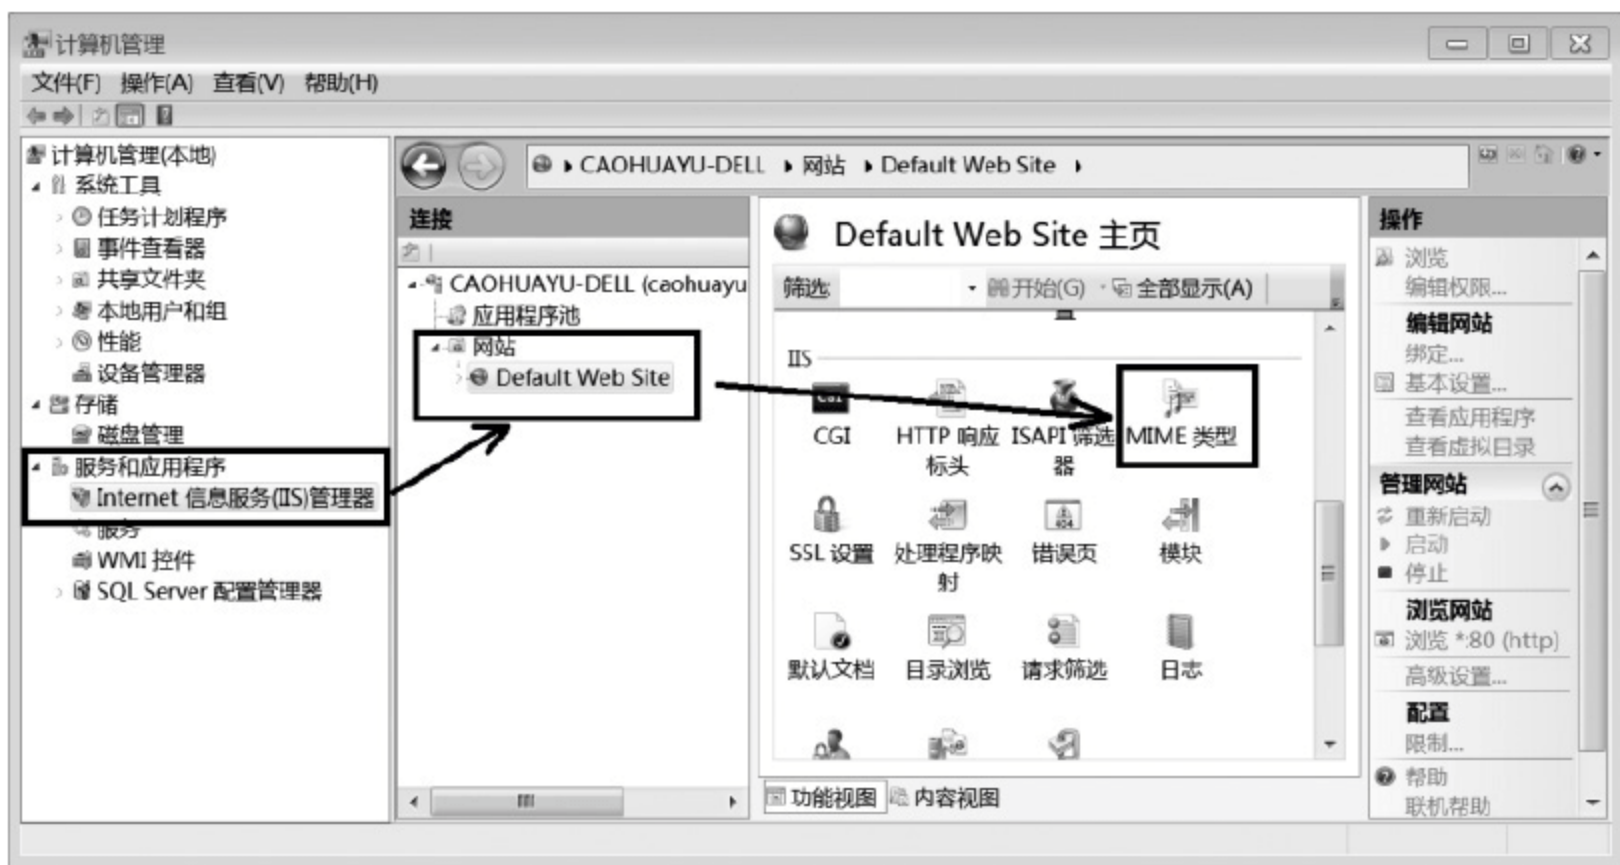 计算机管理
文件(F) 操作(A) 查看(V) 帮助(H)
计算机管理(本地)
系统工具
任务计划程序
事件查看器
共享文件夹
本地用户和组
性能
设备管理器
存储
磁盘管理
服务和应用程序
Internet 信息服务(IIS)管理器
服务
WMI 控件
SQL Server 配置管理器
CAOHUAYU-DELL 网站 Default Web Site
连接
CAOHUAYU-DELL (caohuayu
应用程序池
网站
Default Web Site
Default Web Site 主页
筛选: 开始(G) 全部显示(A)
置
IIS
CGI
HTTP 响应标头
ISAPI 筛选器
MIME 类型
SSL 设置
处理程序映射
错误页
模块
默认文档
目录浏览
请求筛选
日志
功能视图 内容视图
操作
浏览
编辑权限...
编辑网站
绑定...
基本设置...
查看应用程序
查看虚拟目录
管理网站
重新启动
启动
停止
浏览网站
浏览 *:80 (http)
高级设置...
配置
限制...
帮助
联机帮助